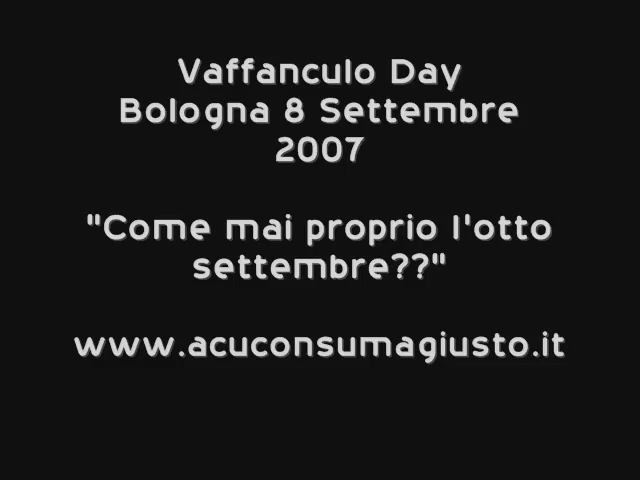 Vaffanculo Day
Bologna 8 Settembre
2007
"Come mai proprio l'otto
settembre??"
www.acuconsumagiusto.it